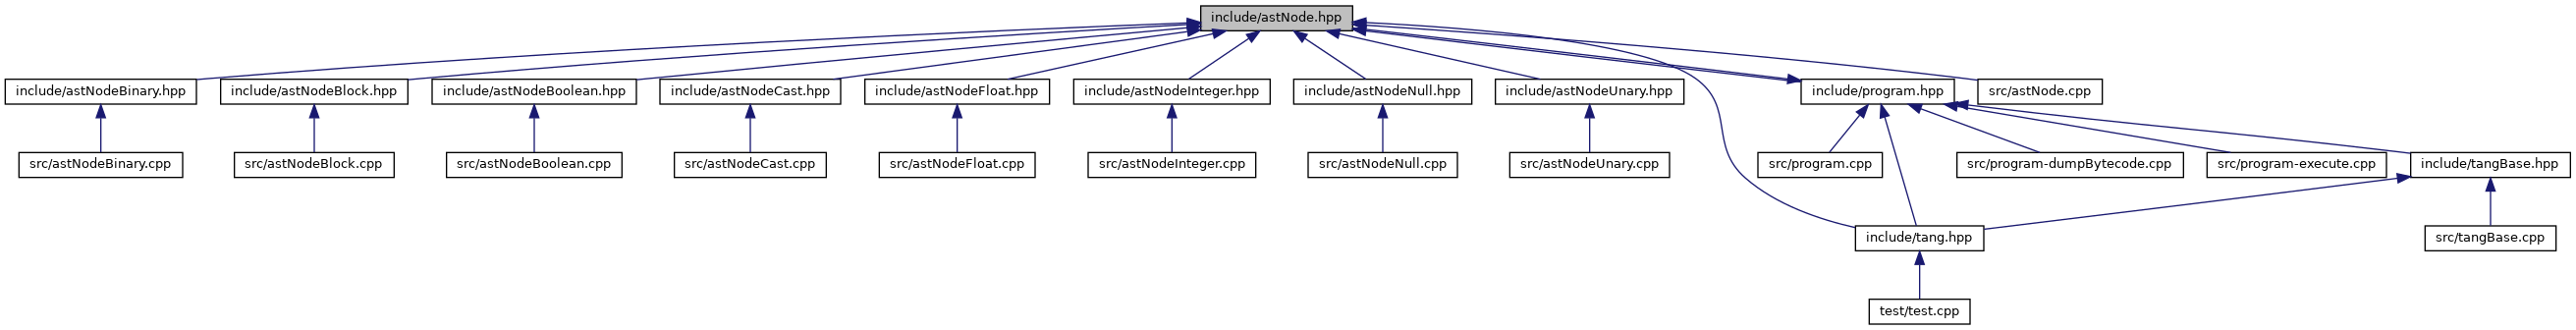 include/astNode.hpp
include/astNodeBinary.hpp
include/astNodeBlock.hpp
include/astNodeBoolean.hpp
include/astNodeCast.hpp
include/astNodeFloat.hpp
include/astNodeInteger.hpp
include/astNodeNull.hpp
include/astNodeUnary.hpp
include/program.hpp
src/astNode.cpp
src/astNodeBinary.cpp
src/astNodeBlock.cpp
src/astNodeBoolean.cpp
src/astNodeCast.cpp
src/astNodeFloat.cpp
src/astNodeInteger.cpp
src/astNodeNull.cpp
src/astNodeUnary.cpp
src/program.cpp
src/program-dumpBytecode.cpp
src/program-execute.cpp
include/tangBase.hpp
include/tang.hpp
src/tangBase.cpp
test/test.cpp